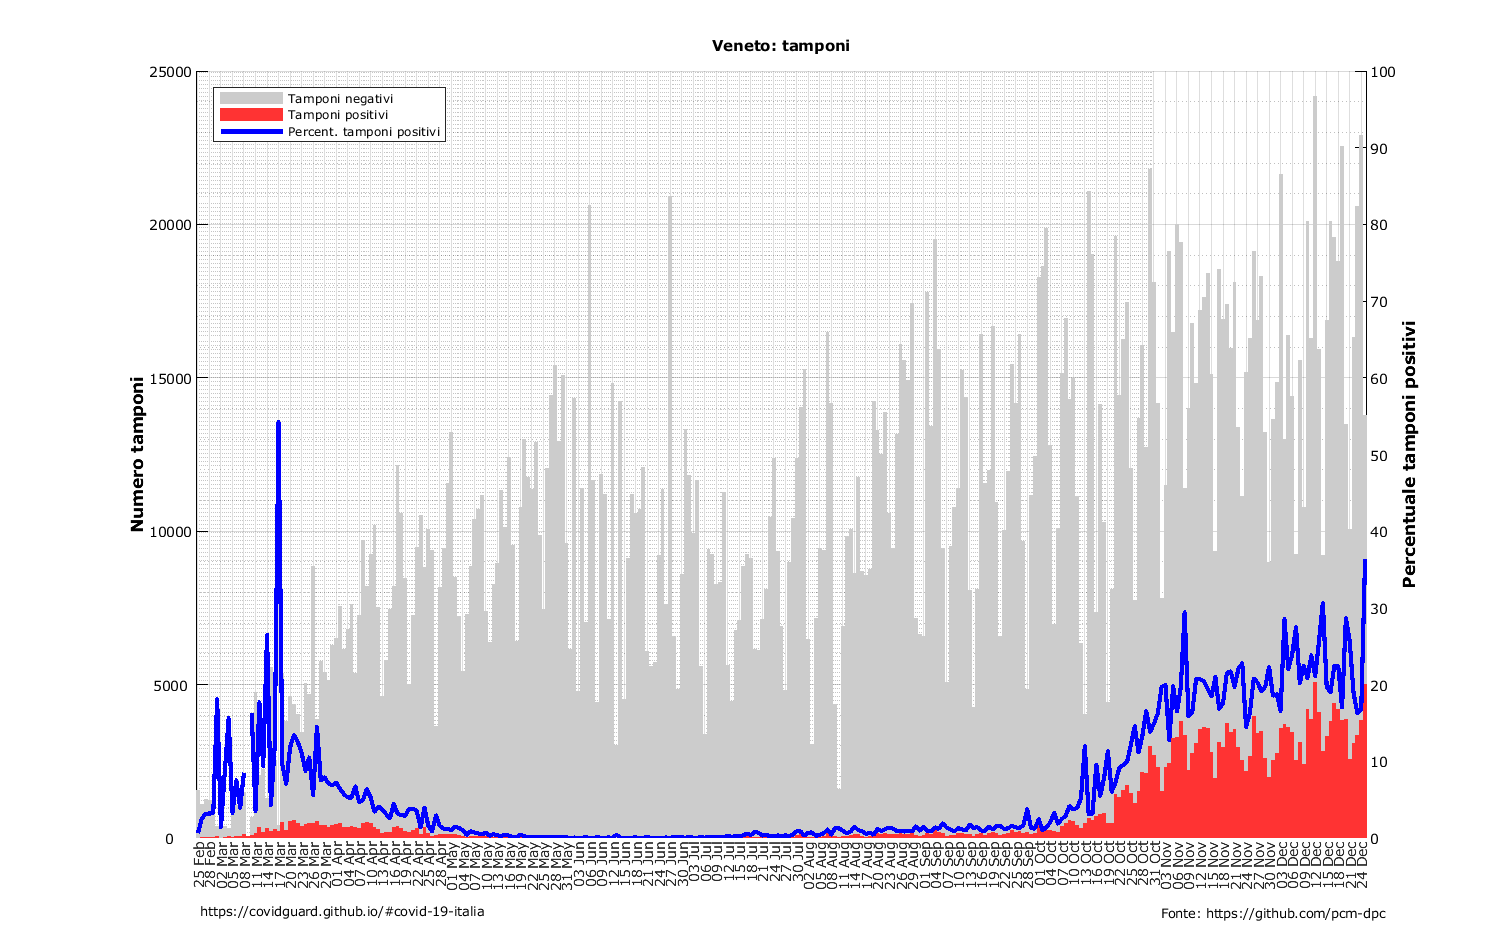 Veneto: tamponi
Tamponi negativi
Tamponi positivi
Percent. tamponi positivi
Numero tamponi
25000
20000
15000
10000
5000
0
Percentuale tamponi positivi
100
90
80
70
60
50
40
30
20
10
0
25 Feb
28 Feb
02 Mar
05 Mar
08 Mar
11 Mar
14 Mar
17 Mar
20 Mar
23 Mar
26 Mar
29 Mar
01 Apr
04 Apr
07 Apr
10 Apr
13 Apr
16 Apr
19 Apr
22 Apr
25 Apr
28 Apr
01 May
04 May
07 May
10 May
13 May
16 May
19 May
22 May
25 May
28 May
31 May
03 Jun
06 Jun
09 Jun
12 Jun
15 Jun
18 Jun
21 Jun
24 Jun
27 Jun
30 Jun
03 Jul
06 Jul
09 Jul
12 Jul
15 Jul
18 Jul
21 Jul
24 Jul
27 Jul
30 Jul
02 Aug
05 Aug
08 Aug
11 Aug
14 Aug
17 Aug
20 Aug
23 Aug
26 Aug
29 Aug
01 Sep
04 Sep
07 Sep
10 Sep
13 Sep
16 Sep
19 Sep
22 Sep
25 Sep
28 Sep
01 Oct
04 Oct
07 Oct
10 Oct
13 Oct
16 Oct
19 Oct
22 Oct
25 Oct
28 Oct
31 Oct
03 Nov
06 Nov
09 Nov
12 Nov
15 Nov
18 Nov
21 Nov
24 Nov
27 Nov
30 Nov
03 Dec
06 Dec
09 Dec
12 Dec
15 Dec
18 Dec
21 Dec
24 Dec
https://covidguard.github.io/#covid-19-italia
Fonte: https://github.com/pcm-dpc